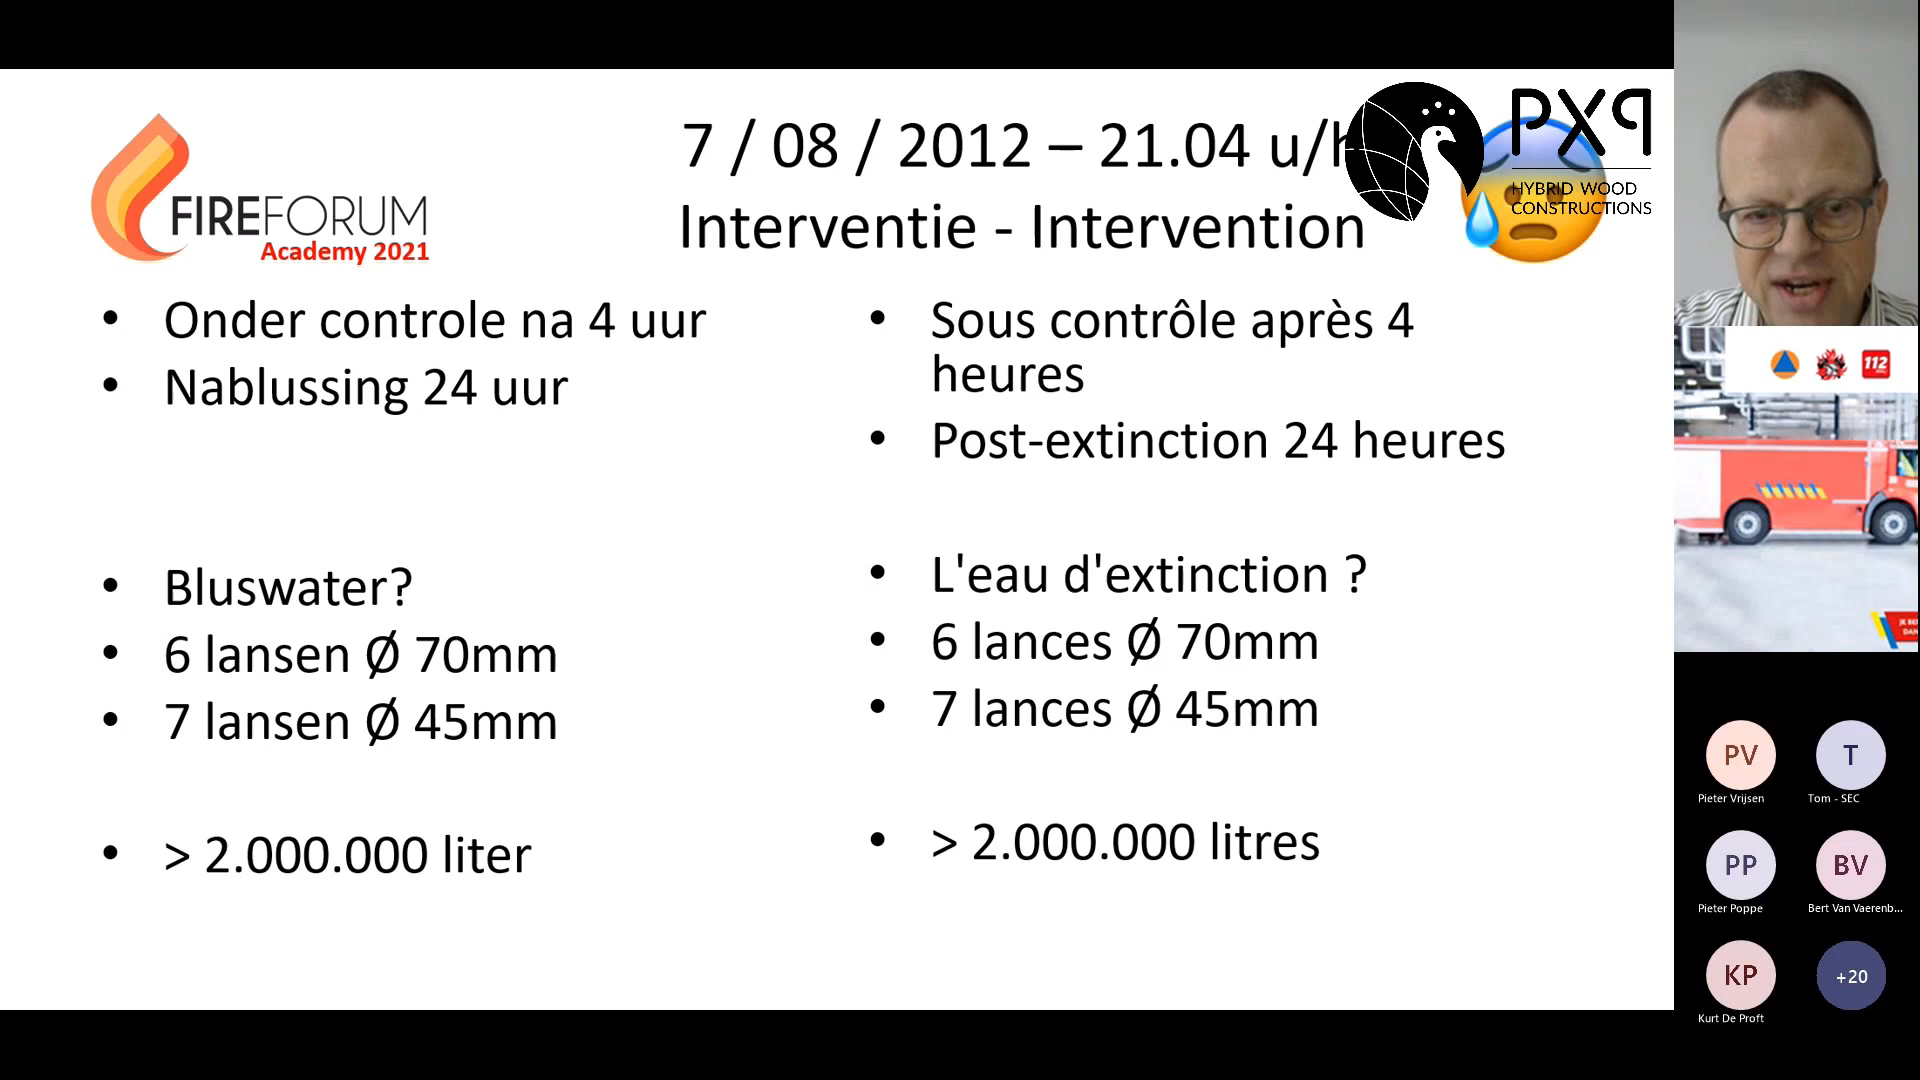 FIREFORUM
Academy 2021
7 / 08 / 2012 – 21.04 u/h
Interventie - Intervention
PXP
HYBRID WOOD
CONSTRUCTIONS
• Onder controle na 4 uur
• Nablussing 24 uur
• Bluswater?
• 6 lansen Ø 70mm
• 7 lansen Ø 45mm
• > 2.000.000 liter
• Sous contrôle après 4
heures
• Post-extinction 24 heures
• L'eau d'extinction ?
• 6 lances Ø 70mm
• 7 lances Ø 45mm
• > 2.000.000 litres
112
PV
Pieter Vrijsen
T
Tom - SEC
PP
Pieter Poppe
BV
Bert Van Vaerenb...
KP
Kurt De Proft
+20